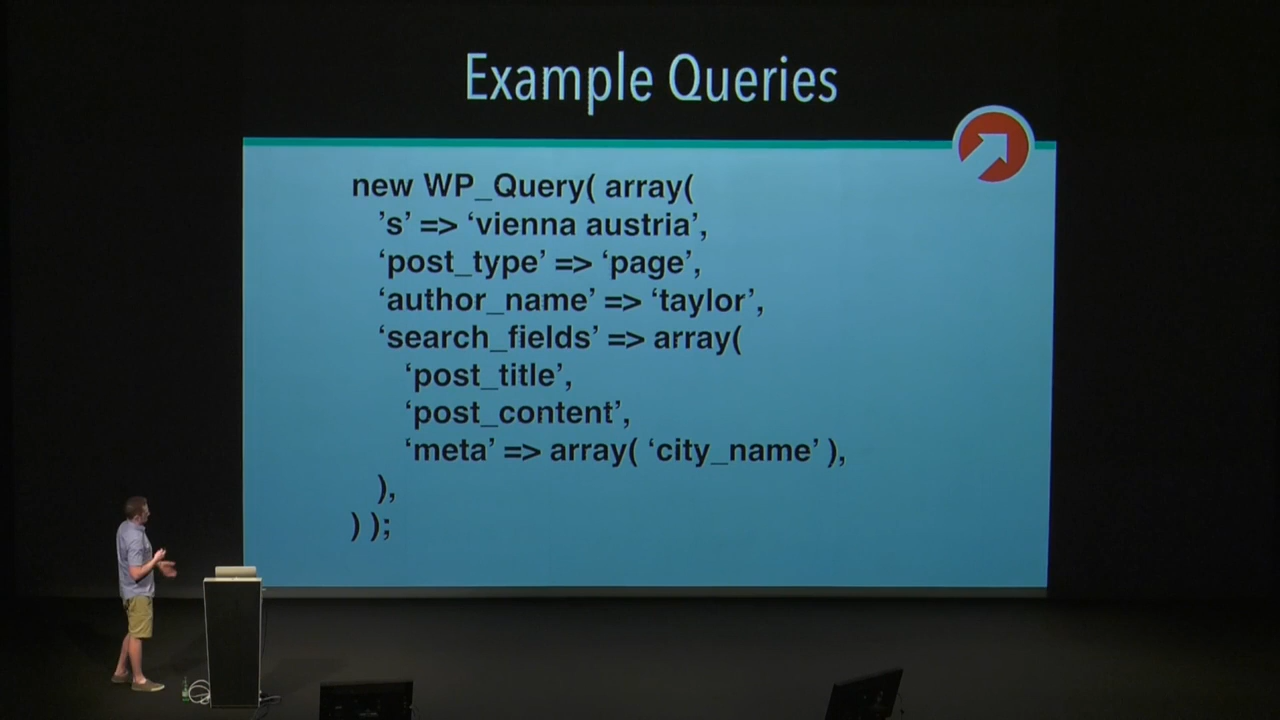 Example Queries
new WP_Query( array(
’s’ => ‘vienna austria’,
‘post_type’ => ‘page’,
‘author_name’ => ‘taylor’,
‘search_fields’ => array(
‘post_title’,
‘post_content’,
‘meta’ => array( ‘city_name’ ),
),
) );